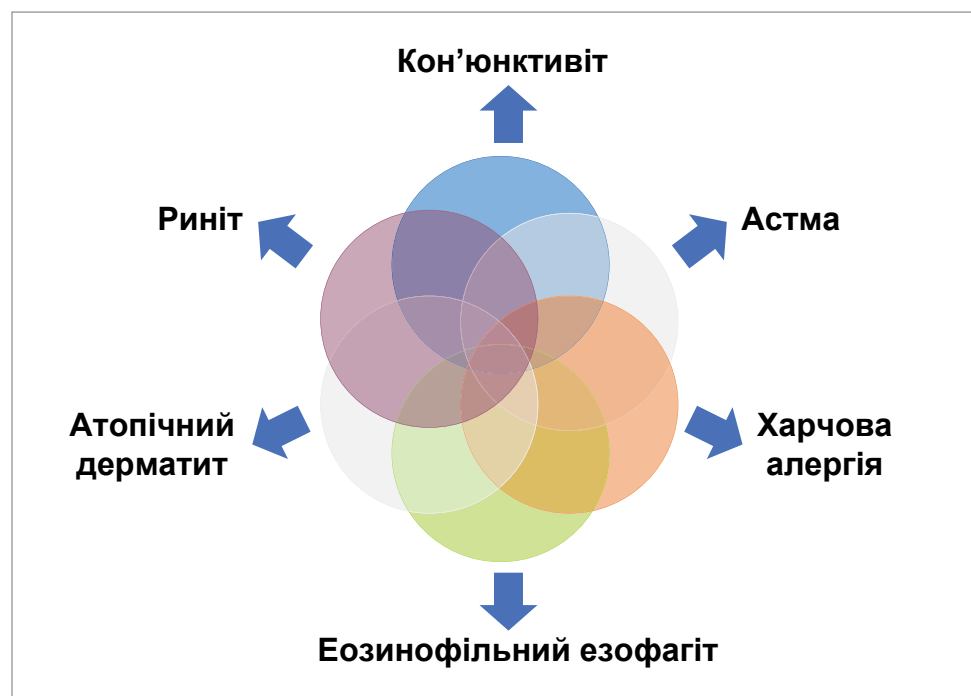 Кон’юнктивіт
Риніт
Астма
Атопічний
дерматит
Харчова
алергія
Еозинофільний езофагіт